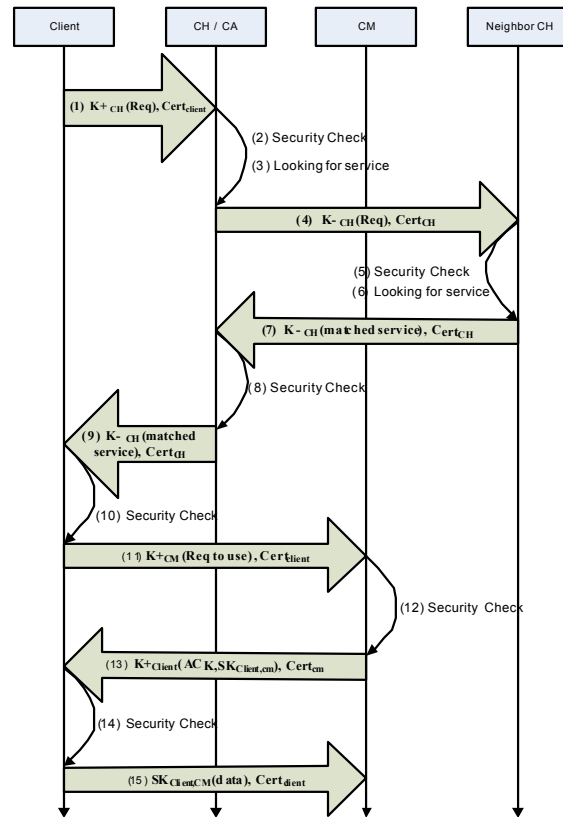 Client
CH / CA
CM
Neighbor CH
(1) K+ CH (Req), Certclient
(2) Security Check
(3) Looking for service
(4) K- CH (Req), CertCH
(5) Security Check
(6) Looking for service
(7) K- CH (matched service), CertCH
(8) Security Check
(9) K- CH (matched
service), CertCH
(10) Security Check
(11) K+CM (Req to use), Certclient
(12) Security Check
(13) K+Client(ACK,SKClient,cm), Certcm
(14) Security Check
(15) SKClient,CM(data), Certclient